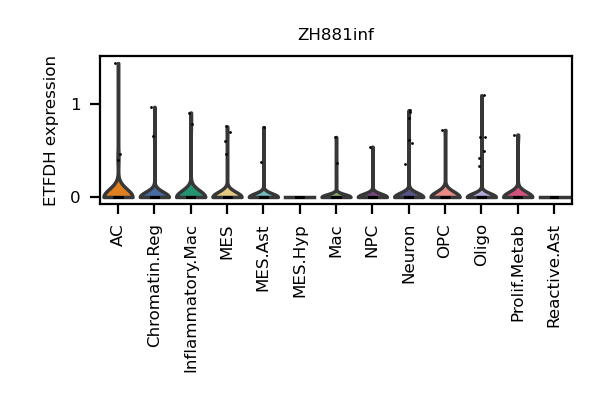 ZH881inf
ETFDH expression
1
0
AC
Chromatin.Reg
Inflammatory.Mac
MES
MES.Ast
MES.Hyp
Mac
NPC
Neuron
OPC
Oligo
Prolif.Metab
Reactive.Ast